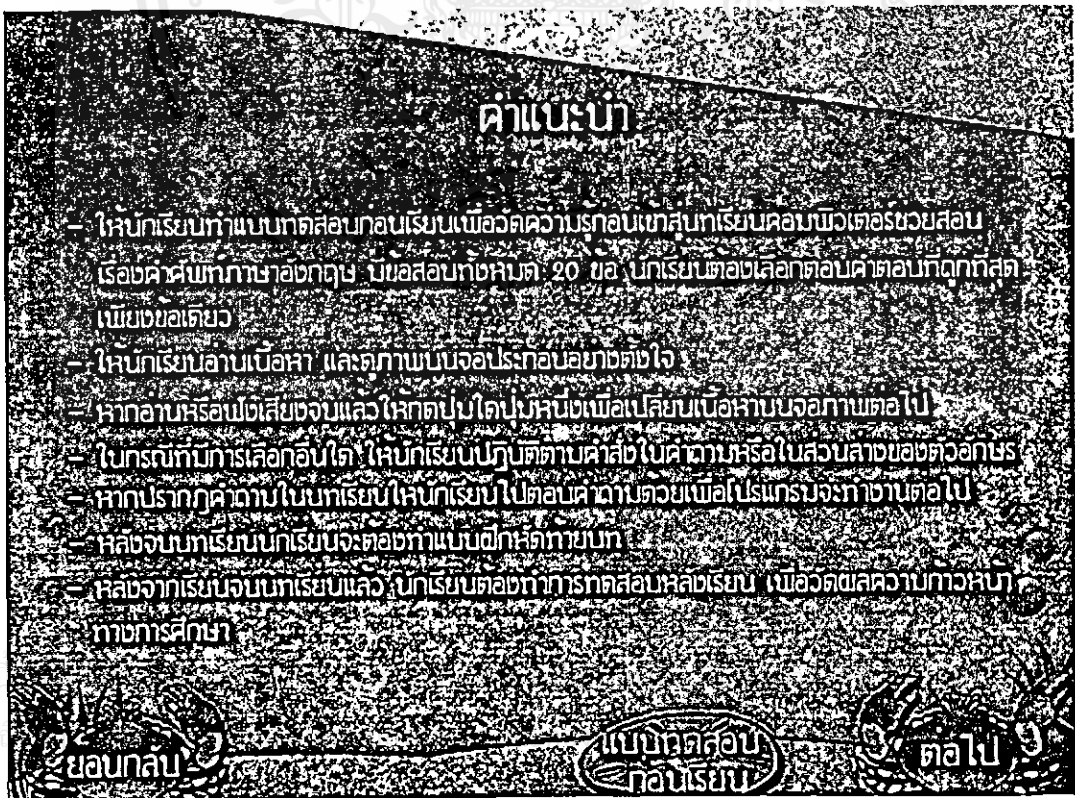 คำแนะนำ
- ให้นักเรียนทำแบบทดสอบก่อนเรียนเพื่อวัดความรู้ก่อนเข้าสู่บทเรียนคอมพิวเตอร์ช่วยสอน
เรื่องคำศัพท์ภาษาอังกฤษ มีข้อสอบทั้งหมด 20 ข้อ นักเรียนต้องเลือกตอบคำตอบที่ถูกที่สุด
เพียงข้อเดียว
- ให้นักเรียนอ่านเนื้อหา และดูภาพบนจอประกอบอย่างตั้งใจ
- หากอ่านหรือฟังเสียงจบแล้วให้กดปุ่มใดปุ่มหนึ่งเพื่อเปลี่ยนเนื้อหาบนจอภาพต่อไป
- ในกรณีที่มีการเลือกอื่นใด ให้นักเรียนปฏิบัติตามคำสั่งในคำถามหรือในส่วนล่างของตัวอักษร
- หากปรากฏคำถามในบทเรียนให้นักเรียนไปตอบคำถามด้วยเพื่อโปรแกรมจะทำงานต่อไป
- หลังจบบทเรียนนักเรียนจะต้องทำแบบฝึกหัดท้ายบท
- หลังจากเรียนจบบทเรียนแล้ว นักเรียนต้องทำการทดสอบหลังเรียน เพื่อวัดผลความก้าวหน้า
ทางการศึกษา
ย้อนกลับ
แบบทดสอบ
ก่อนเรียน
ต่อไป